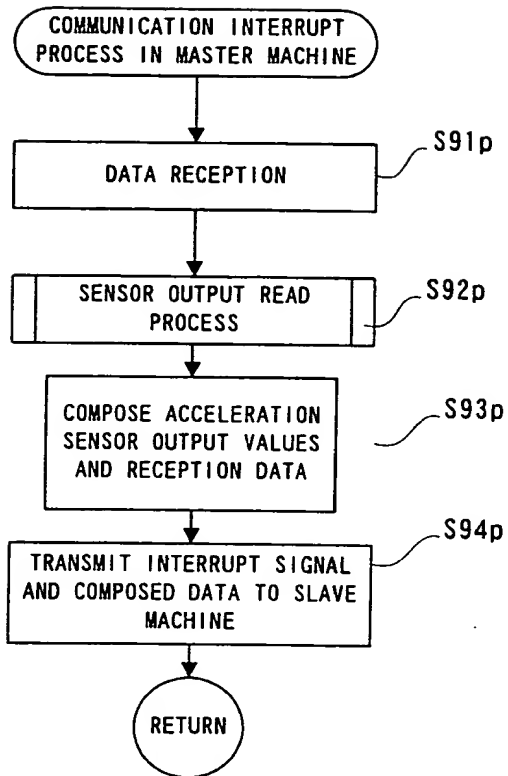 COMMUNICATION INTERRUPT
PROCESS IN MASTER MACHINE
S91p
DATA RECEPTION
SENSOR OUTPUT READ
PROCESS
S92p
COMPOSE ACCELERATION
SENSOR OUTPUT VALUES
AND RECEPTION DATA
S93p
S94p
TRANSMIT INTERRUPT SIGNAL
AND COMPOSED DATA TO SLAVE
MACHINE
RETURN